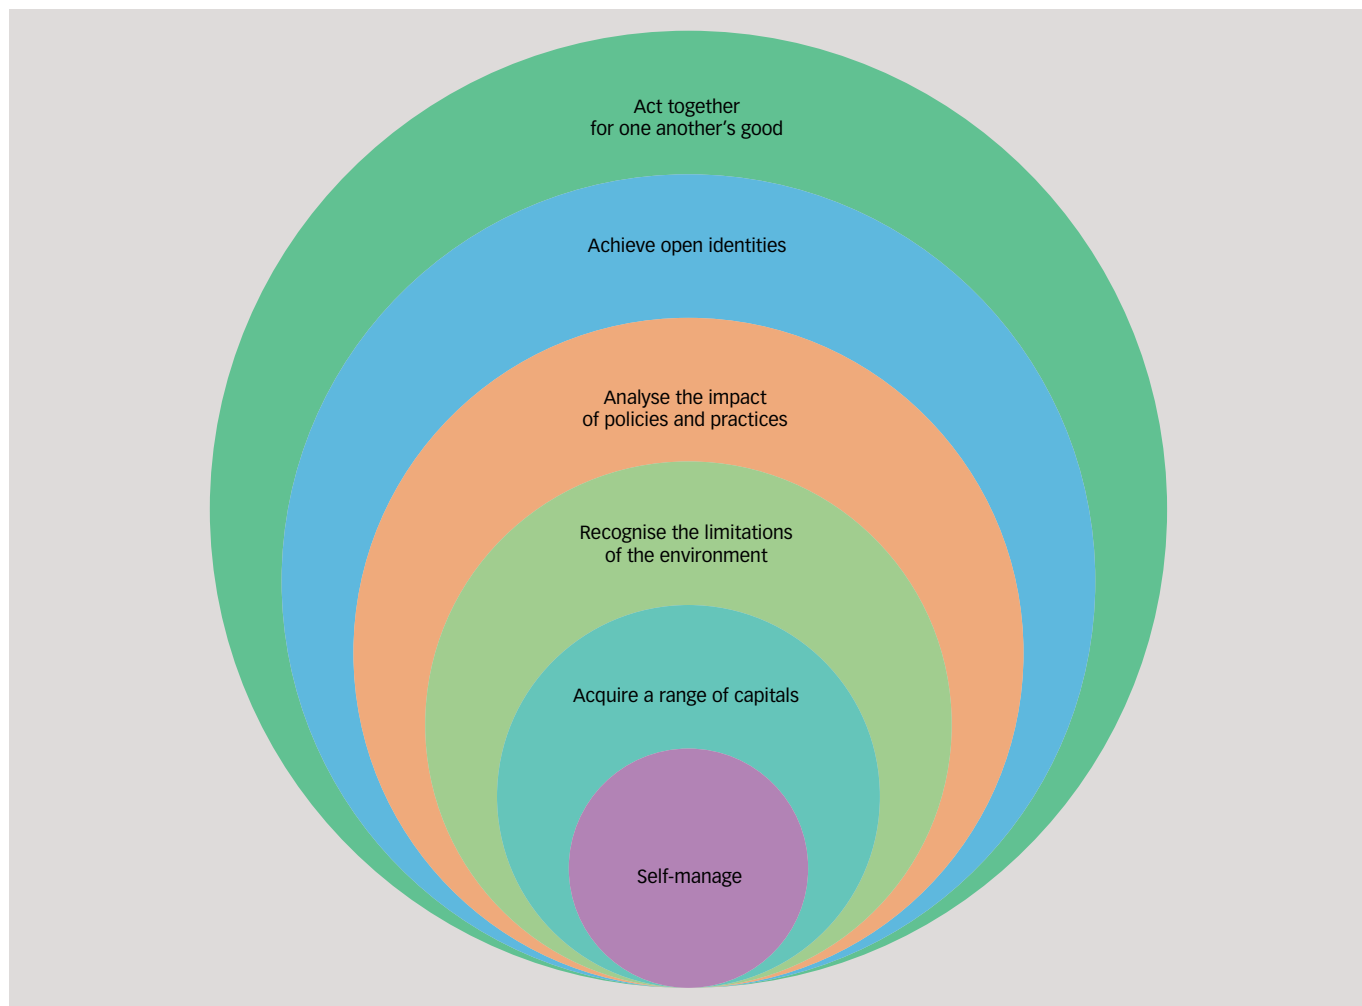 Act together
for one another’s good
Achieve open identities
Analyse the impact
of policies and practices
Recognise the limitations
of the environment
Acquire a range of capitals
Self-manage